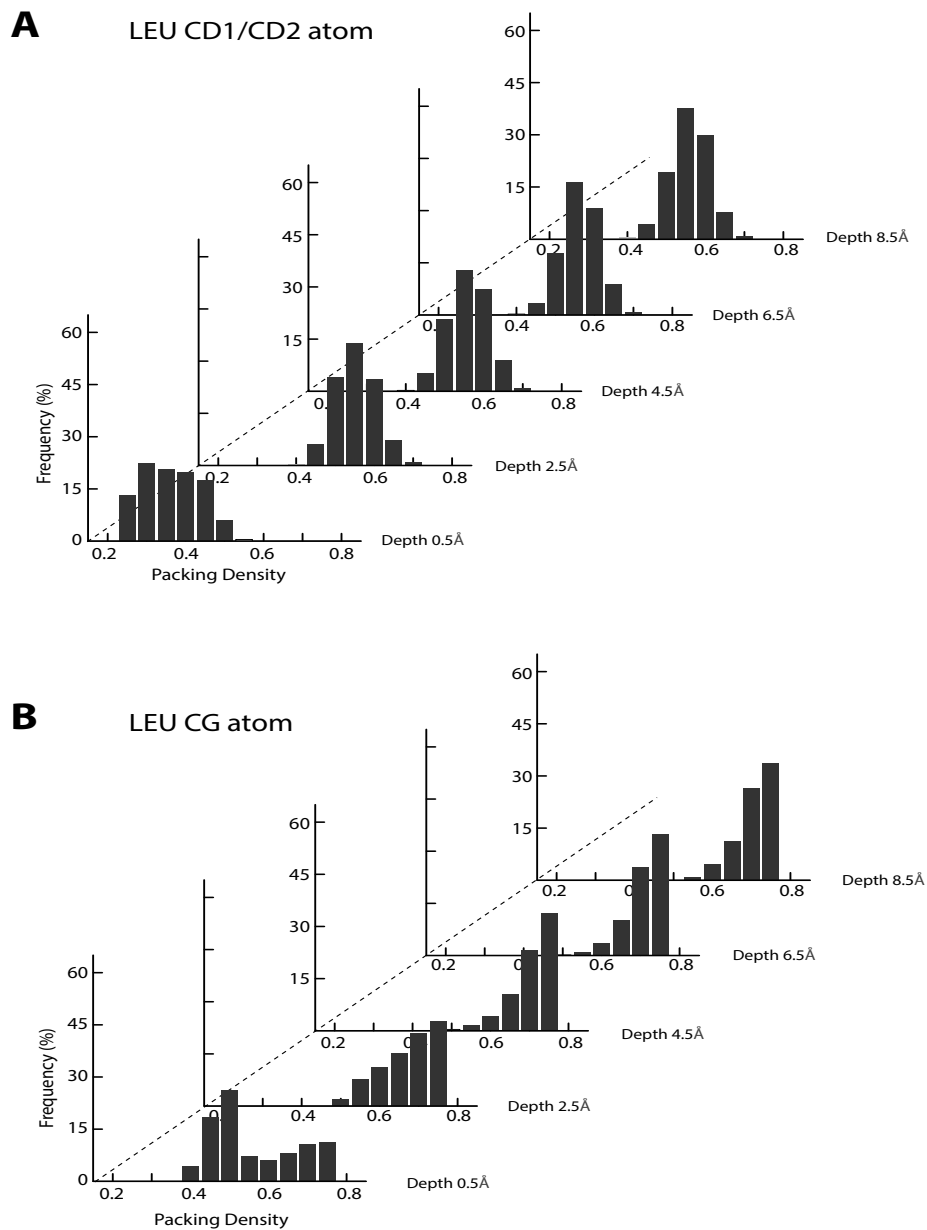 A
LEU CD1/CD2 atom
60
45
30
15
0.2 0.4 0.6 0.8
Depth 8.5Å
0.2 0.4 0.6 0.8
Depth 6.5Å
60
45
30
15
0.2 0.4 0.6 0.8
Depth 4.5Å
0.2 0.4 0.6 0.8
Depth 2.5Å
60
45
30
15
0
Frequency (%)
0.2 0.4 0.6 0.8
Depth 0.5Å
Packing Density
B
LEU CG atom
60
45
30
15
0.2 0.6 0.8
Depth 8.5Å
0.2 0.6 0.8
Depth 6.5Å
60
45
30
15
0.2 0.6 0.8
Depth 4.5Å
0.4 0.6 0.8
Depth 2.5Å
60
45
30
15
0
Frequency (%)
0.2 0.4 0.6 0.8
Depth 0.5Å
Packing Density